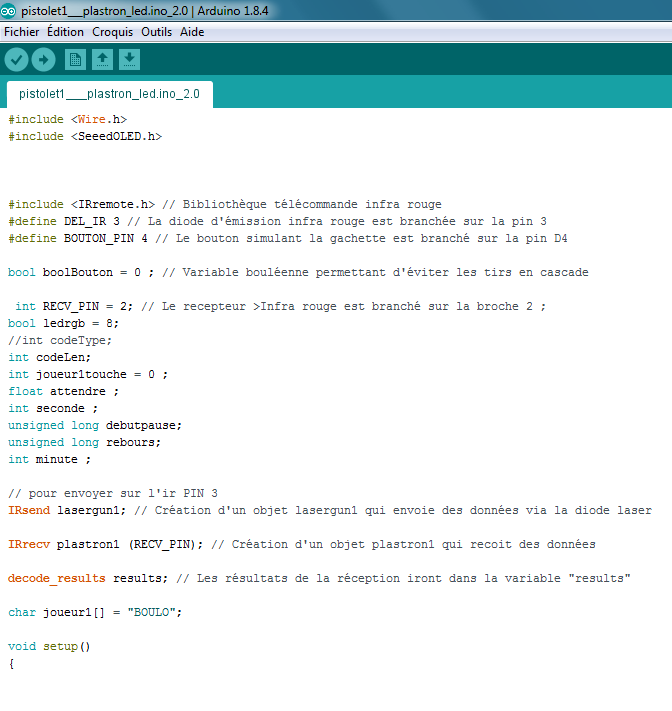 pistolet1___plastron_led.ino_2.0 | Arduino 1.8.4
Fichier Édition Croquis Outils Aide
pistolet1___plastron_led.ino_2.0
#include <Wire.h>
#include <SeeedOLED.h>
#include <IRremote.h> // Bibliothèque télécommande infra rouge
#define DEL_IR 3 // La diode d'émission infra rouge est branchée sur la pin 3
#define BOUTON_PIN 4 // Le bouton simulant la gachette est branché sur la pin D4
bool boolBouton = 0 ; // Variable bouléenne permettant d'éviter les tirs en cascade
int RECV_PIN = 2; // Le recepteur >Infra rouge est branché sur la broche 2 ;
bool ledrgb = 8;
//int codeType;
int codeLen;
int joueur1touche = 0 ;
float attendre ;
int seconde ;
unsigned long debutpause;
unsigned long rebours;
int minute ;
// pour envoyer sur l'ir PIN 3
IRsend lasergun1; // Création d'un objet lasergun1 qui envoie des données via la diode laser
IRrecv plastron1 (RECV_PIN); // Création d'un objet plastron1 qui recoit des données
decode_results results; // Les résultats de la réception iront dans la variable "results"
char joueur1[] = "BOULO";
void setup()
{